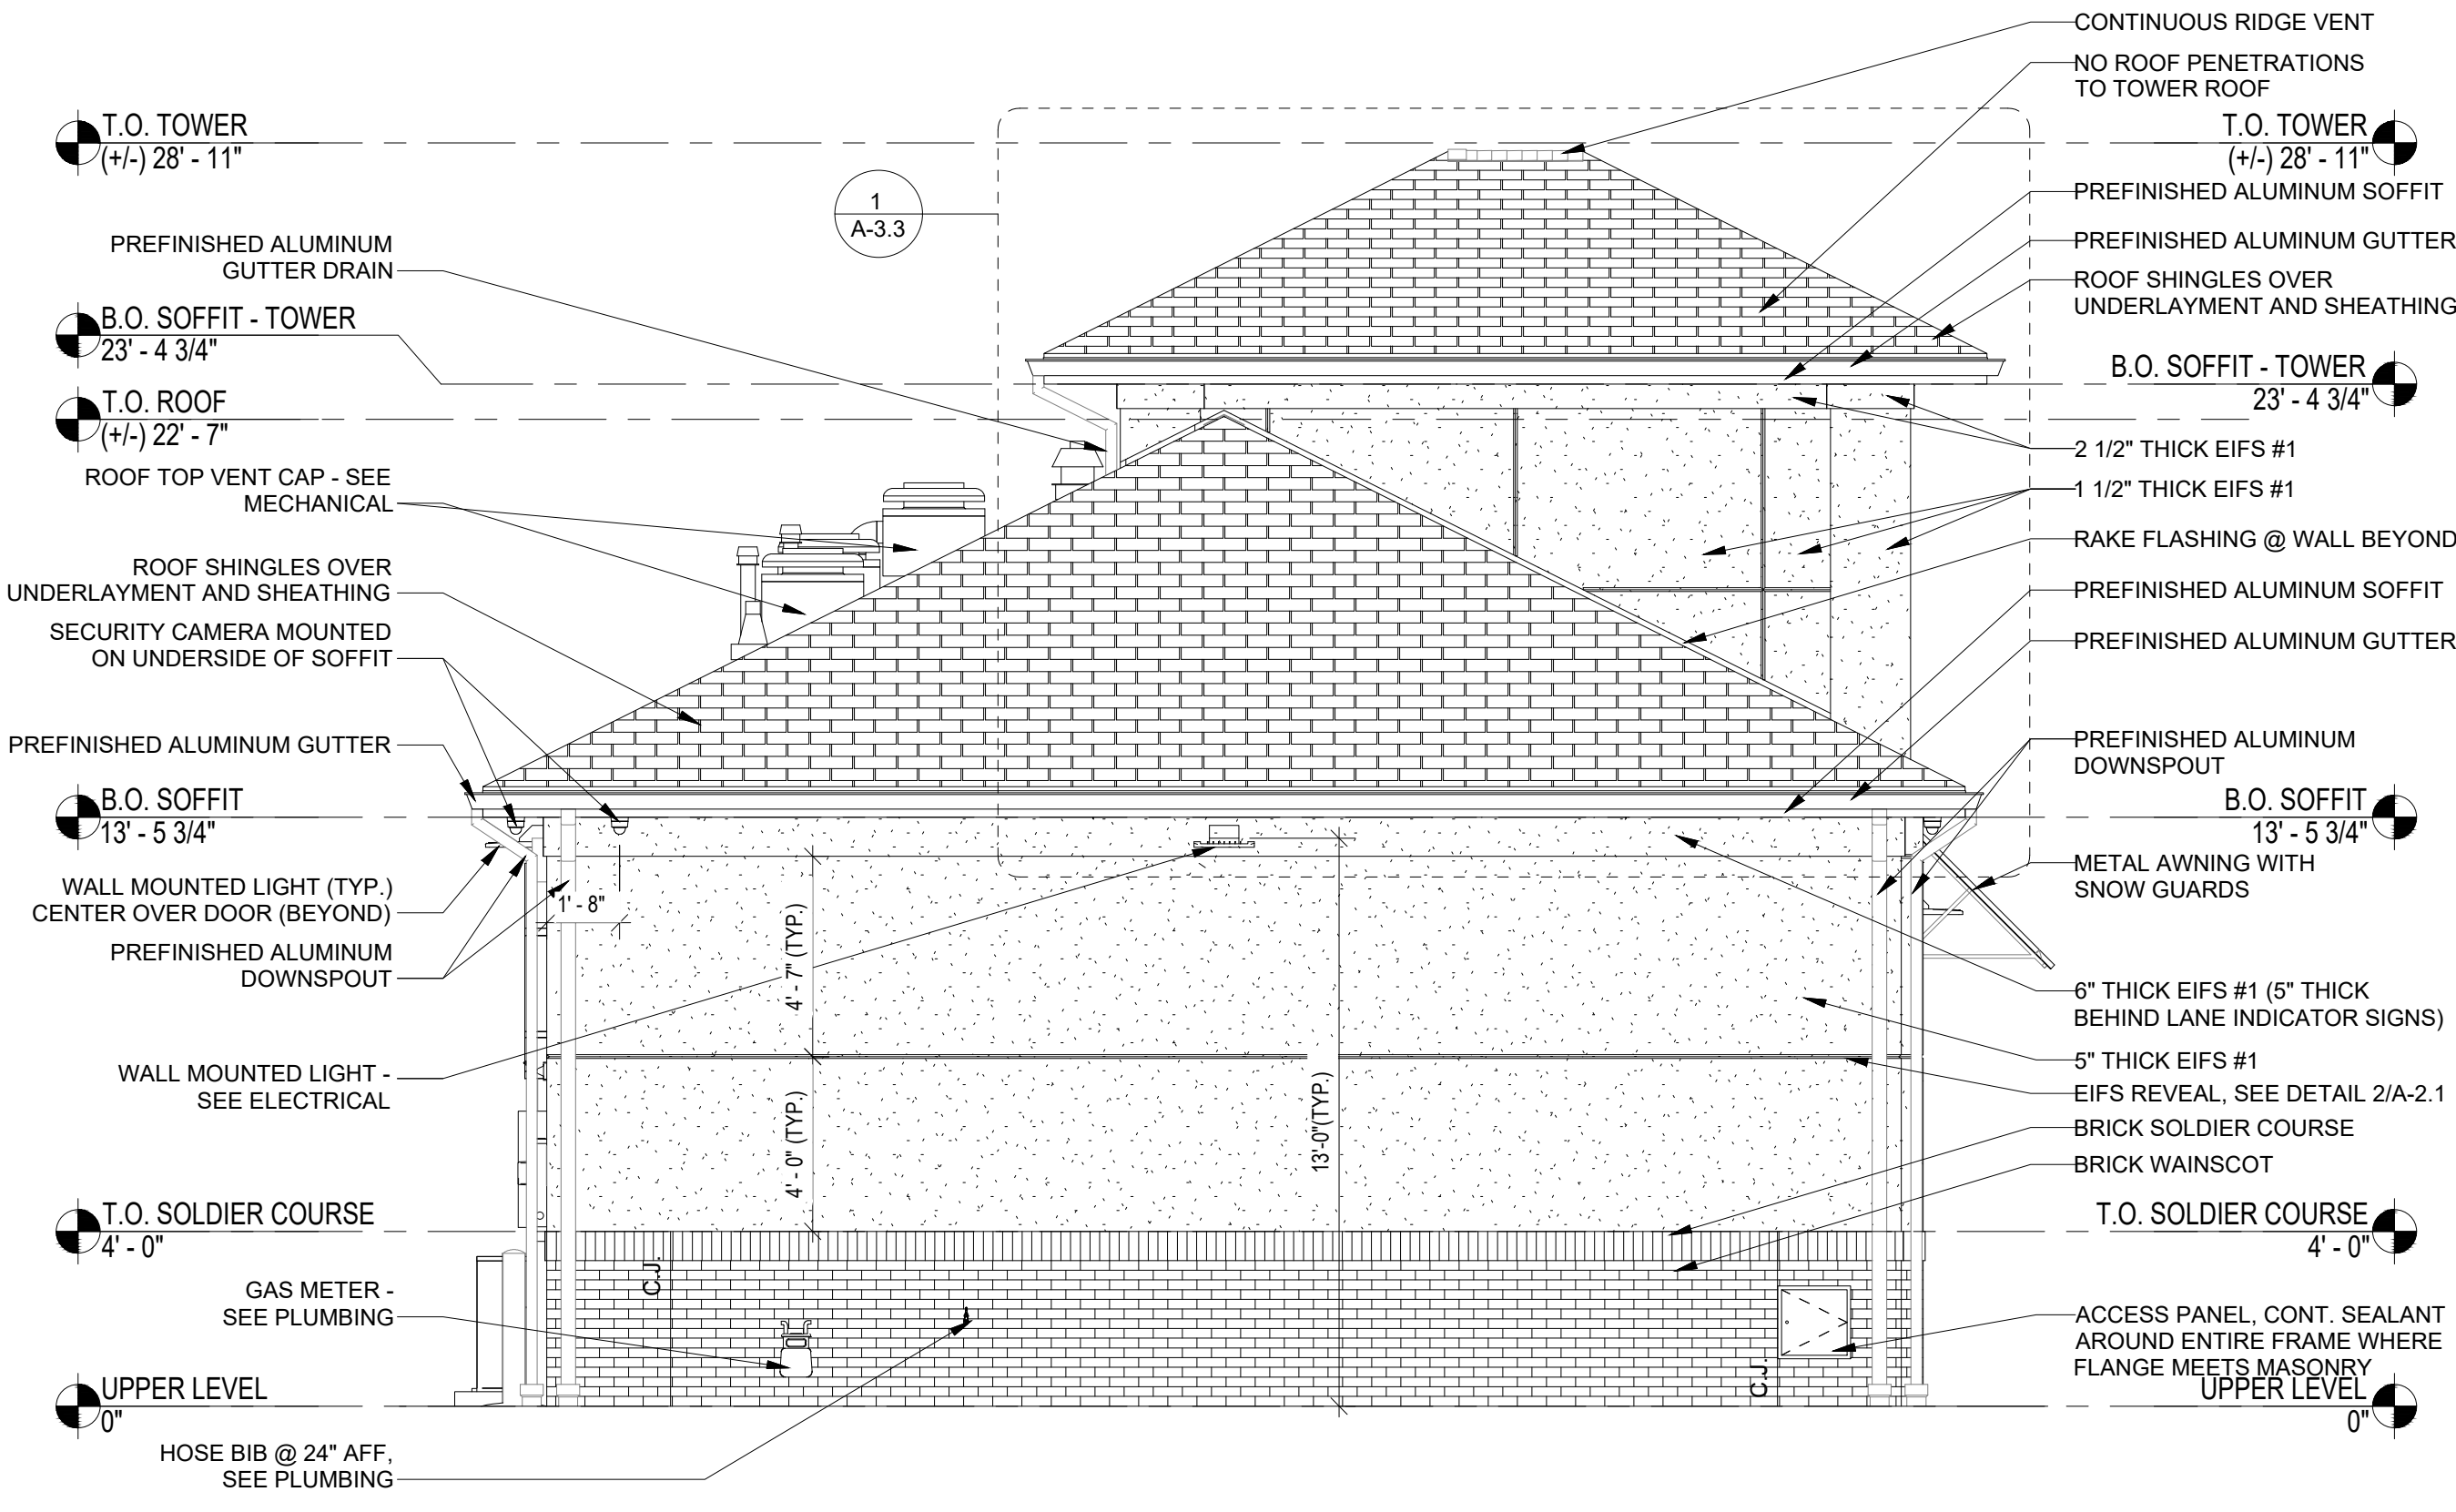 T.O. TOWER
(+/-) 28' - 11"
PREFINISHED ALUMINUM
GUTTER DRAIN
B.O. SOFFIT - TOWER
23' - 4 3/4"
T.O. ROOF
(+/-) 22' - 7"
ROOF TOP VENT CAP - SEE
MECHANICAL
ROOF SHINGLES OVER
UNDERLAYMENT AND SHEATHING
SECURITY CAMERA MOUNTED
ON UNDERSIDE OF SOFFIT
PREFINISHED ALUMINUM GUTTER
B.O. SOFFIT
13' - 5 3/4"
WALL MOUNTED LIGHT (TYP.)
CENTER OVER DOOR (BEYOND)
PREFINISHED ALUMINUM
DOWNSPOUT
WALL MOUNTED LIGHT -
SEE ELECTRICAL
T.O. SOLDIER COURSE
4' - 0"
GAS METER -
SEE PLUMBING
UPPER LEVEL
0"
HOSE BIB @ 24" AFF,
SEE PLUMBING
1
A-3.3
1' - 8"
4' - 7" (TYP.)
4' - 0" (TYP.)
13'-0"(TYP.)
C.J.
C.J.
CONTINUOUS RIDGE VENT
NO ROOF PENETRATIONS
TO TOWER ROOF
T.O. TOWER
(+/-) 28' - 11"
PREFINISHED ALUMINUM SOFFIT
PREFINISHED ALUMINUM GUTTER
ROOF SHINGLES OVER
UNDERLAYMENT AND SHEATHING
B.O. SOFFIT - TOWER
23' - 4 3/4"
2 1/2" THICK EIFS #1
1 1/2" THICK EIFS #1
RAKE FLASHING @ WALL BEYOND
PREFINISHED ALUMINUM SOFFIT
PREFINISHED ALUMINUM GUTTER
PREFINISHED ALUMINUM
DOWNSPOUT
B.O. SOFFIT
13' - 5 3/4"
METAL AWNING WITH
SNOW GUARDS
6" THICK EIFS #1 (5" THICK
BEHIND LANE INDICATOR SIGNS)
5" THICK EIFS #1
EIFS REVEAL, SEE DETAIL 2/A-2.1
BRICK SOLDIER COURSE
BRICK WAINSCOT
T.O. SOLDIER COURSE
4' - 0"
ACCESS PANEL, CONT. SEALANT
AROUND ENTIRE FRAME WHERE
FLANGE MEETS MASONRY
UPPER LEVEL
0"